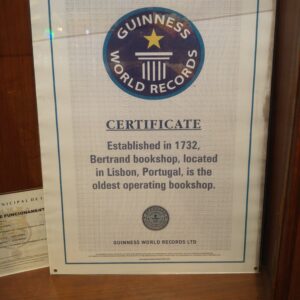 GUINNESS
WORLD RECORDS
CERTIFICATE
Established in 1732,
Bertrand bookshop, located
in Lisbon, Portugal, is the
oldest operating bookshop.
GUINNESS WORLD RECORDS LTD